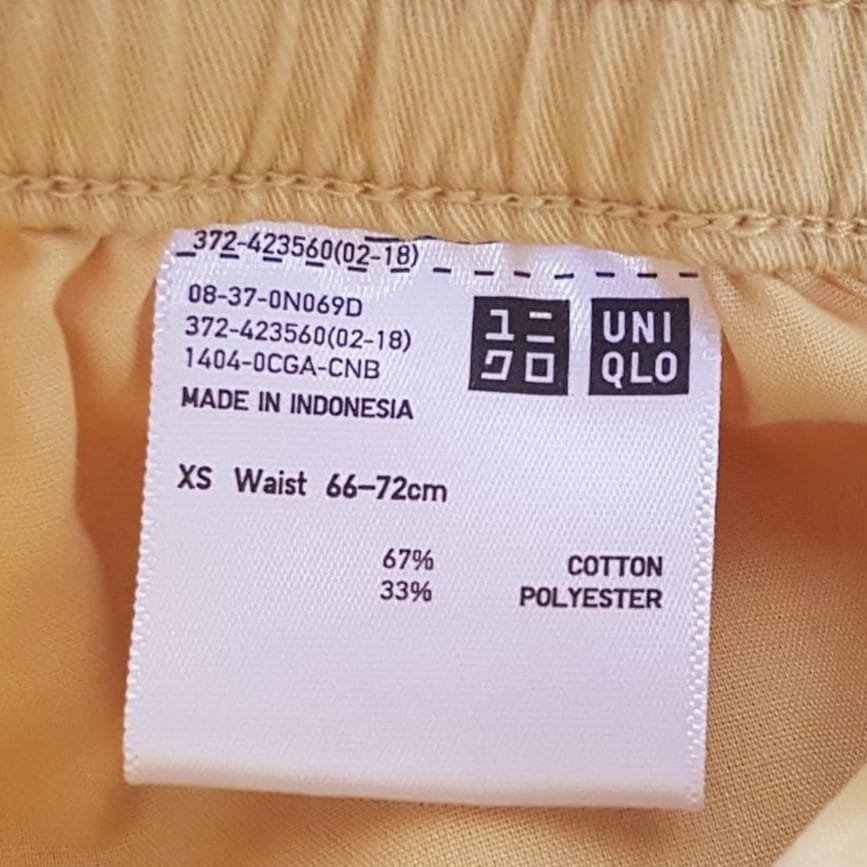 372-423560(02-18)
08-37-0N069D
372-423560(02-18)
1404-0CGA-CNB
MADE IN INDONESIA
ユニ
クロ
UNI
QLO
XS Waist 66–72cm
67% COTTON
33% POLYESTER